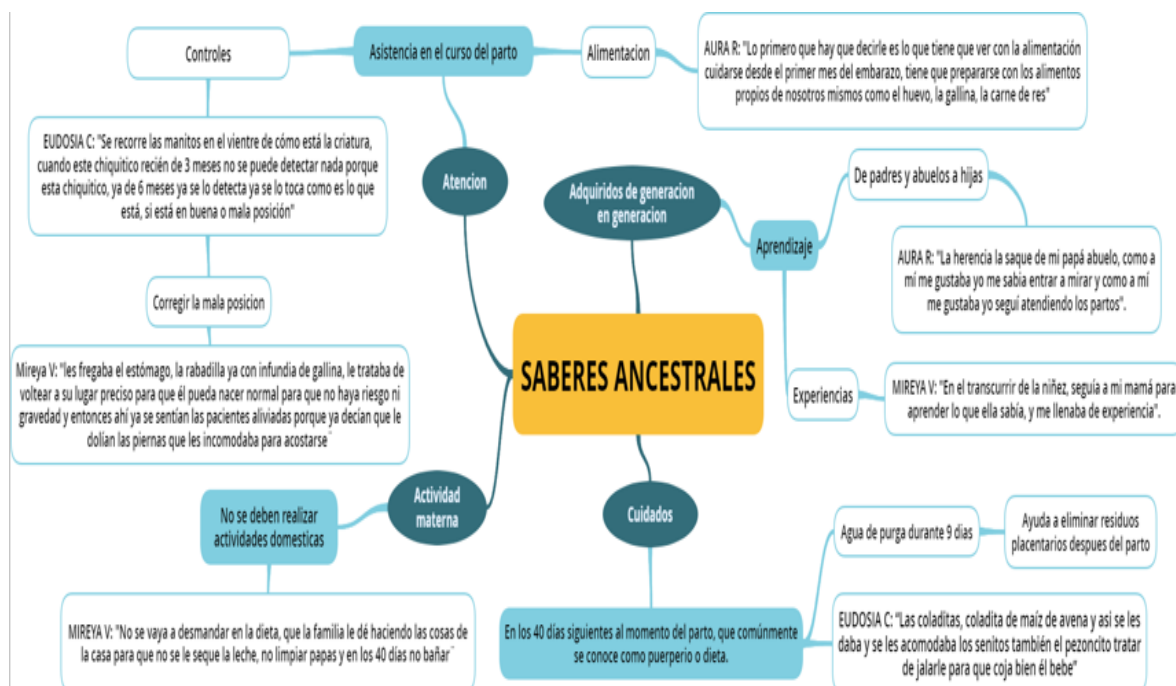 Controles
Asistencia en el curso del parto
Alimentacion
AURA R: "Lo primero que hay que decirle es lo que tiene que ver con la alimentación
cuidarse desde el primer mes del embarazo, tiene que prepararse con los alimentos
propios de nosotros mismos como el huevo, la gallina, la carne de res"
EUDOSIA C: "Se recorre las manitos en el vientre de cómo está la criatura,
cuando este chiquitico recién de 3 meses no se puede detectar nada porque
esta chiquitico, ya de 6 meses ya se lo detecta ya se lo toca como es lo que
está, si está en buena o mala posición"
Atencion
Corregir la mala posicion
Mireya V: "les fregaba el estómago, la rabadilla ya con infundia de gallina, le trataba de
voltear a su lugar preciso para que él pueda nacer normal para que no haya riesgo ni
gravedad y entonces ahí ya se sentían las pacientes aliviadas porque ya decían que le
dolían las piernas que les incomodaba para acostarse¨
Adquiridos de generacion
en generacion
Aprendizaje
De padres y abuelos a hijas
AURA R: "La herencia la saque de mi papá abuelo, como a
mí me gustaba yo me sabia entrar a mirar y como a mí
me gustaba yo seguí atendiendo los partos".
Experiencias
MIREYA V: "En el transcurrir de la niñez, seguía a mi mamá para
aprender lo que ella sabía, y me llenaba de experiencia".
SABERES ANCESTRALES
Actividad
materna
No se deben realizar
actividades domesticas
MIREYA V: "No se vaya a desmandar en la dieta, que la familia le dé haciendo las cosas de
la casa para que no se le seque la leche, no limpiar papas y en los 40 días no bañar¨
Cuidados
En los 40 días siguientes al momento del parto, que comúnmente
se conoce como puerperio o dieta.
Agua de purga durante 9 dias
Ayuda a eliminar residuos
placentarios despues del parto
EUDOSIA C: "Las coladitas, coladita de maíz de avena y asi se les
daba y se les acomodaba los senitos también el pezoncito tratar
de jalarle para que coja bien él bebe"